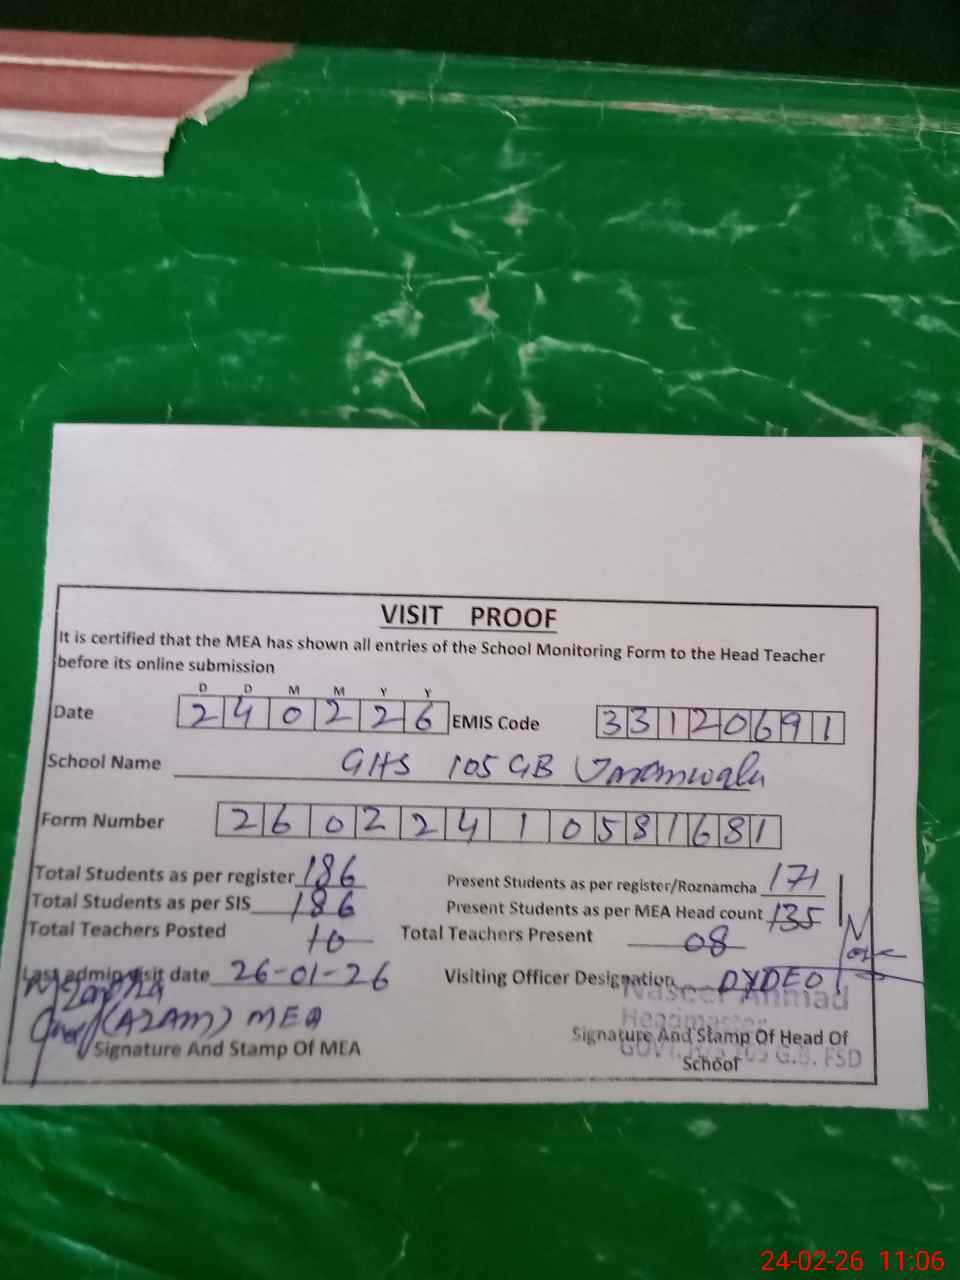 VISIT PROOF
It is certified that the MEA has shown all entries of the School Monitoring Form to the Head Teacher
before its online submission
D D M M Y Y
Date 2 4 0 2 2 6 EMIS Code 3 3 1 2 0 6 9 1
School Name GHS 105 GB
Form Number 2 6 0 2 2 4 1 0 5 8 1 6 8 1
Total Students as per register 186 Present Students as per register/Roznamcha 171
Total Students as per SIS 186 Present Students as per MEA Head count 135
Total Teachers Posted 10 Total Teachers Present 08
Last admin visit date 26-01-26 Visiting Officer Designation DYDEO
Naseer Ahmad
(AZAM) MEA Headmaster
Signature And Stamp Of MEA Signature And Stamp Of Head Of
School
G.B. FSD
24-02-26 11:06